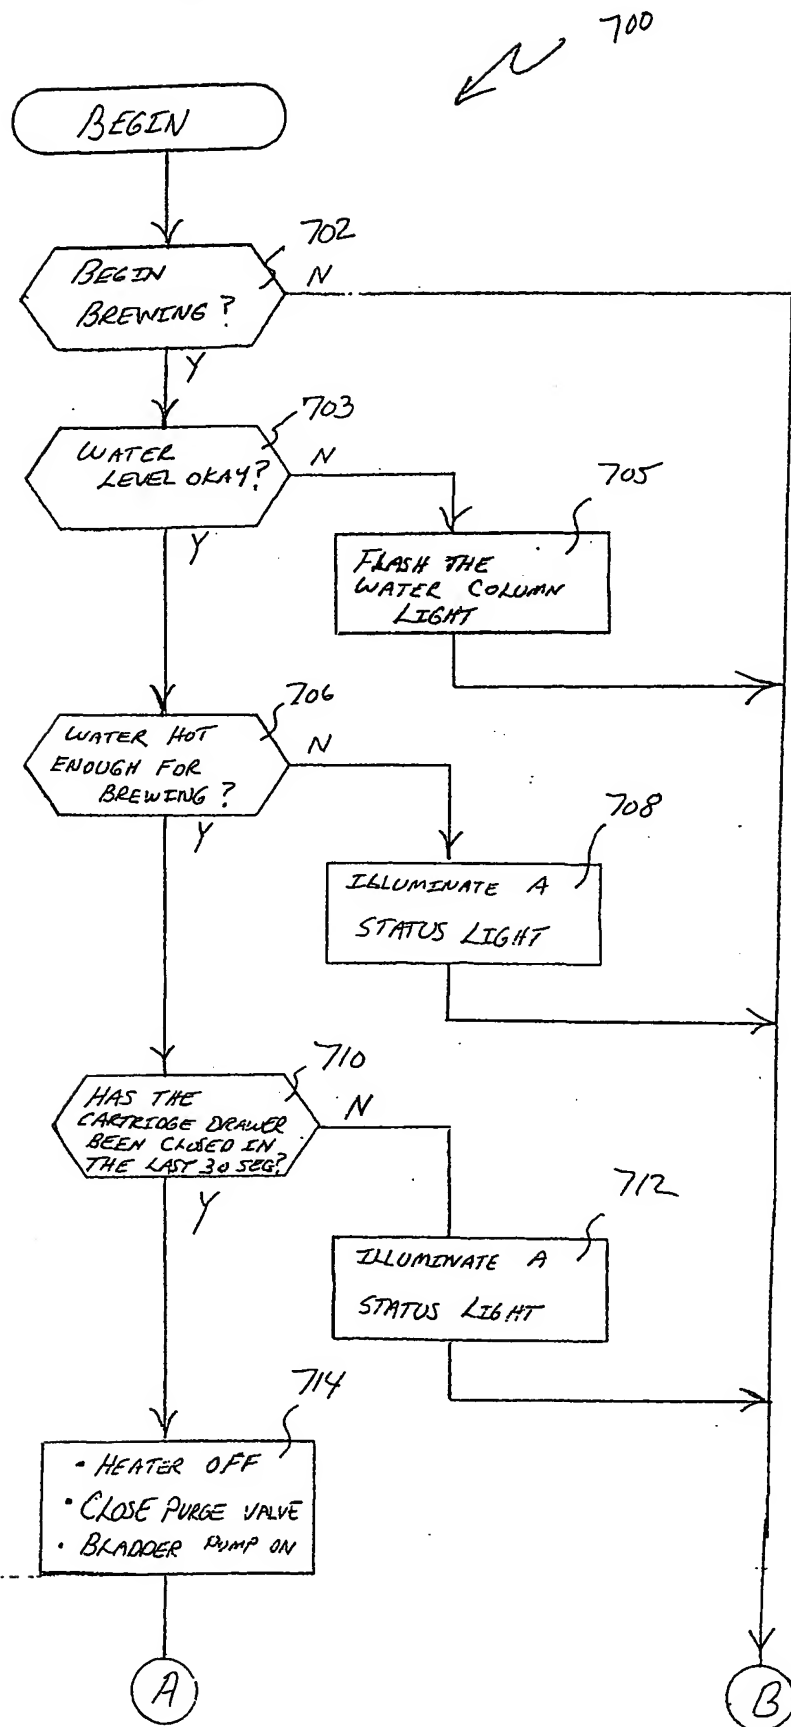 700
BEGIN
702
BEGIN
BREWING?
N
Y
703
WATER
LEVEL OKAY?
N
Y
705
FLASH THE
WATER COLUMN
LIGHT
706
WATER HOT
ENOUGH FOR
BREWING?
N
Y
708
ILLUMINATE A
STATUS LIGHT
710
HAS THE
CARTRIDGE DRAWER
BEEN CLOSED IN
THE LAST 30 SEG?
N
Y
712
ILLUMINATE A
STATUS LIGHT
714
• HEATER OFF
• CLOSE PURGE VALVE
• BLADDER PUMP ON
A
B